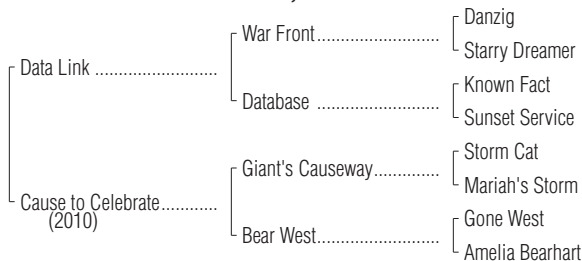 Danzig
War Front
Starry Dreamer
Data Link
Known Fact
Database
Sunset Service
Storm Cat
Giant's Causeway
Mariah's Storm
Cause to Celebrate
(2010)
Gone West
Bear West
Amelia Bearhart